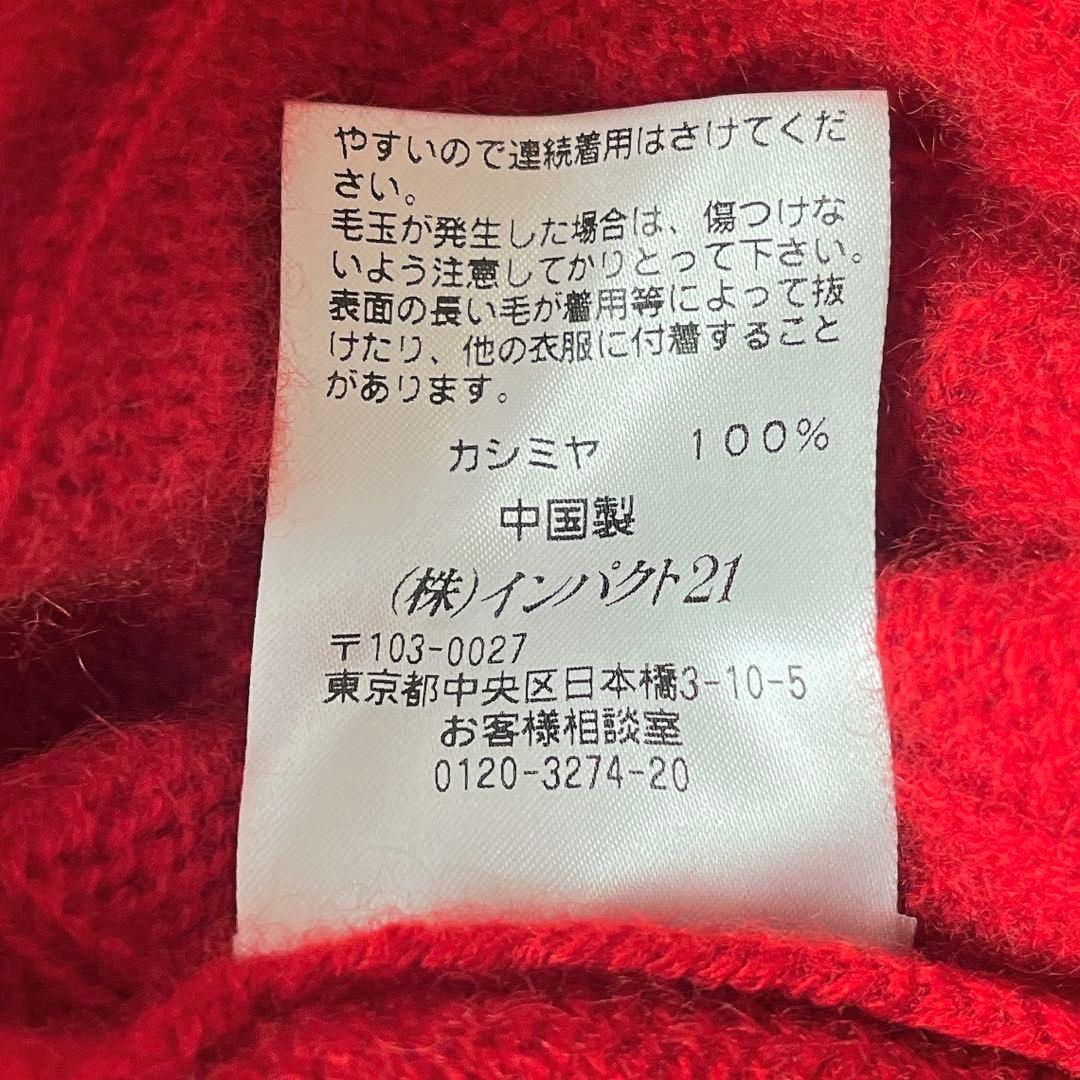 やすいので連続着用はさけてくだ
さい。
毛玉が発生した場合は、傷つけな
いよう注意してかりとって下さい。
表面の長い毛が着用等によって抜
けたり、他の衣服に付着すること
があります。
カシミヤ 100%
中国製
(株)インパクト21
〒103-0027
東京都中央区日本橋3-10-5
お客様相談室
0120-3274-20